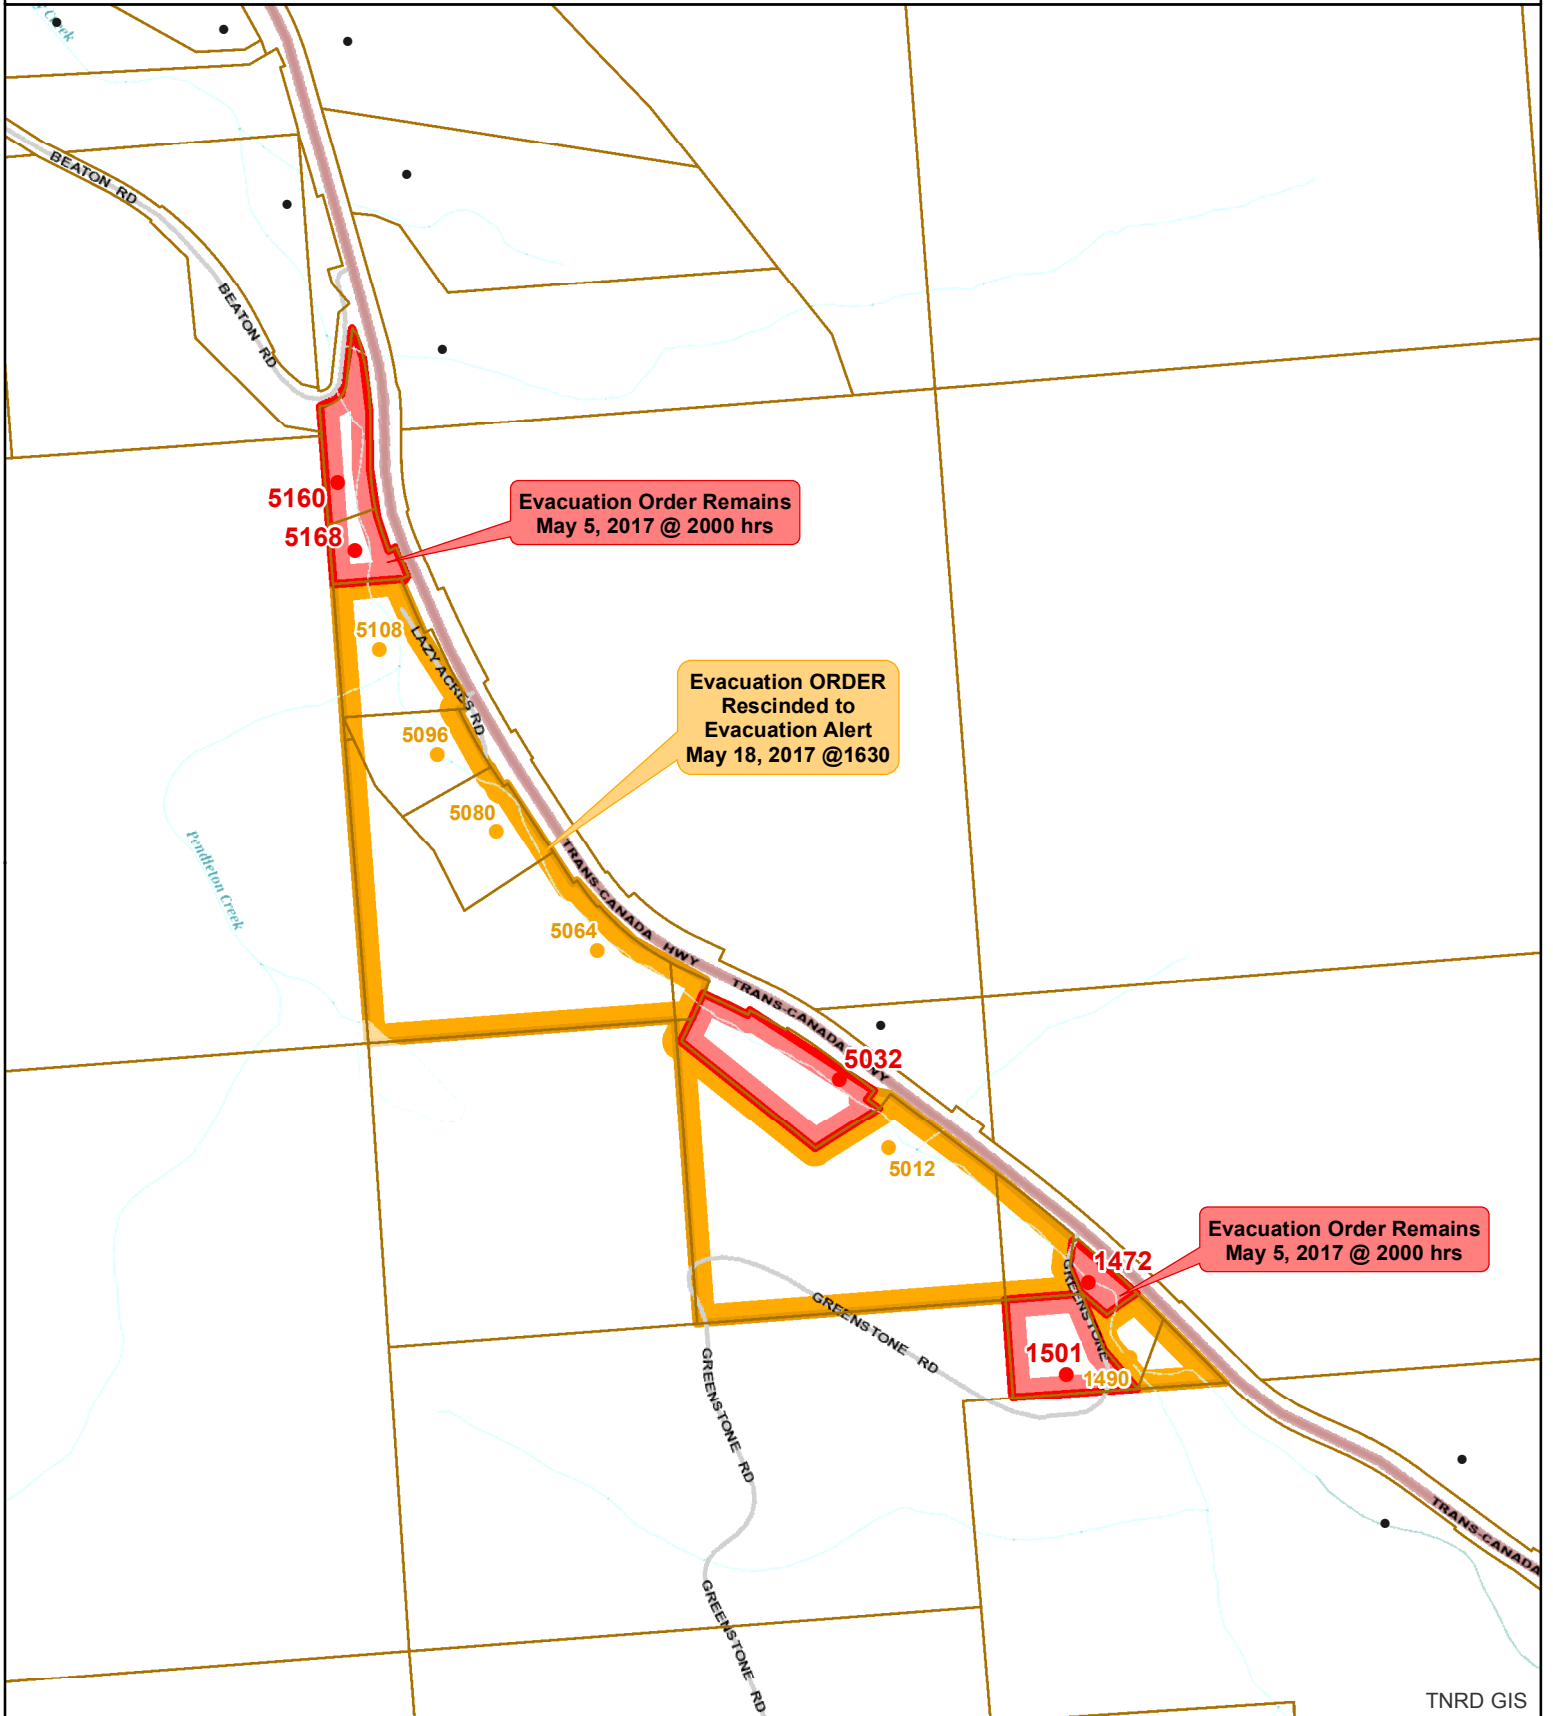 Creek
BEATON RD
BEATON RD
5160
5168
Evacuation Order Remains
May 5, 2017 @ 2000 hrs
5108
LAZY ACRES RD
Evacuation ORDER
Rescinded to
Evacuation Alert
May 18, 2017 @1630
5096
5080
Pendleton Creek
TRANS-CANADA HWY
5064
TRANS-CANADA HWY
5032
5012
Evacuation Order Remains
May 5, 2017 @ 2000 hrs
1472
GREENSTONE
GREENSTONE RD
1501
1490
GREENSTONE RD
TRANS-CANADA
GREENSTONE RD
TNRD GIS